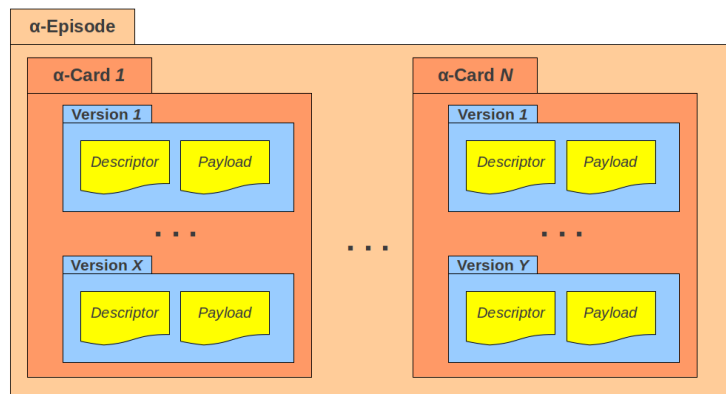 α-Episode
α-Card 1
Version 1
Descriptor
Payload
. . .
Version X
Descriptor
Payload
. . .
α-Card N
Version 1
Descriptor
Payload
. . .
Version Y
Descriptor
Payload